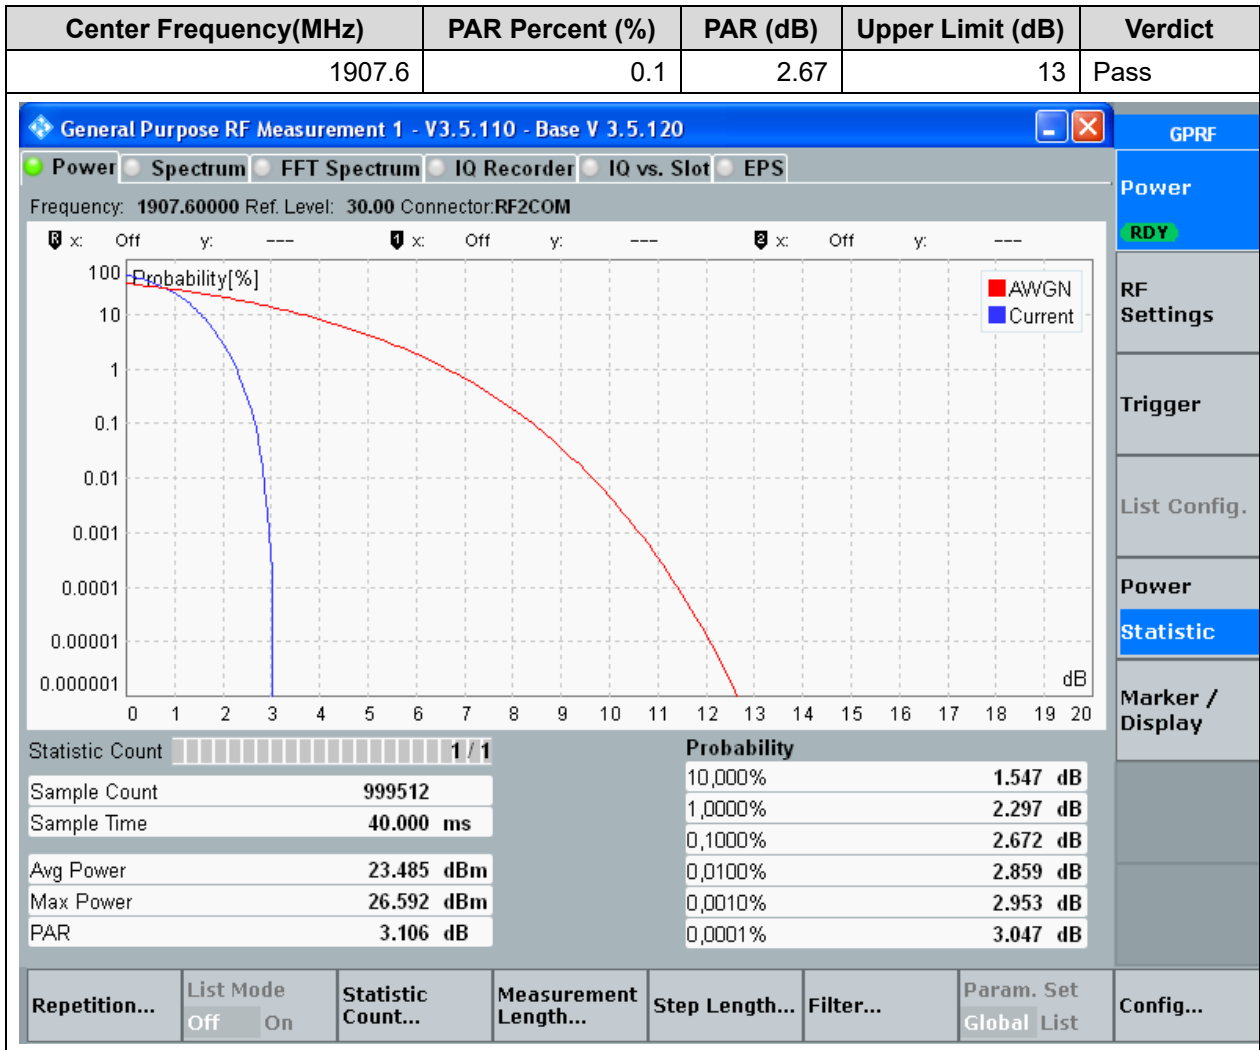 Center Frequency(MHz) PAR Percent (%) PAR (dB) Upper Limit (dB) Verdict
1907.6 0.1 2.67 13 Pass
General Purpose RF Measurement 1 - V3.5.110 - Base V 3.5.120
GPRF
Power Spectrum FFT Spectrum IQ Recorder IQ vs. Slot EPS
Power
RDY
Frequency: 1907.60000 Ref. Level: 30.00 Connector:RF2COM
R x: Off y: --- 1 x: Off y: --- 2 x: Off y: ---
Probability[%]
100
10
1
0.1
0.01
0.001
0.0001
0.00001
0.000001
AWGN
Current
dB
0 1 2 3 4 5 6 7 8 9 10 11 12 13 14 15 16 17 18 19 20
RF
Settings
Trigger
List Config.
Power
Statistic
Marker /
Display
Statistic Count 1 / 1
Sample Count 999512
Sample Time 40.000 ms
Avg Power 23.485 dBm
Max Power 26.592 dBm
PAR 3.106 dB
Probability
10,000% 1.547 dB
1,0000% 2.297 dB
0,1000% 2.672 dB
0,0100% 2.859 dB
0,0010% 2.953 dB
0,0001% 3.047 dB
Repetition...
List Mode
Off On
Statistic
Count...
Measurement
Length...
Step Length...
Filter...
Param. Set
Global List
Config...